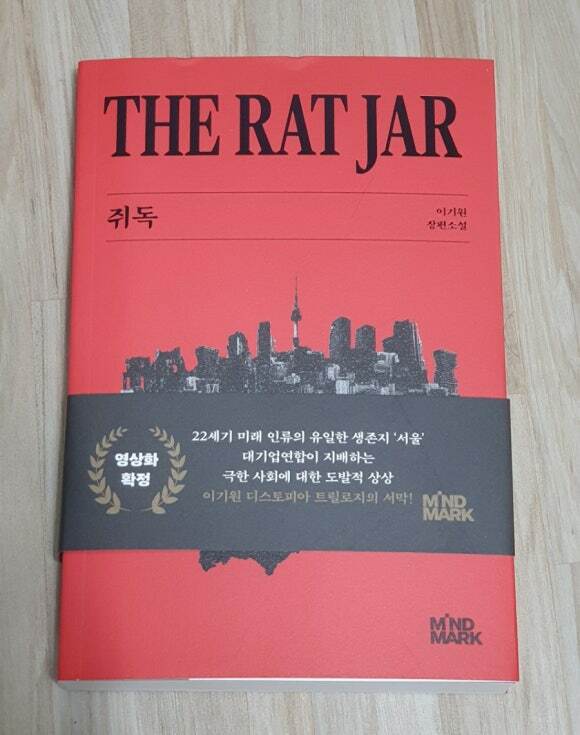 THE RAT JAR
쥐독
이기원
장편소설
영상화
확정
22세기 미래 인류의 유일한 생존지 '서울'
대기업연합이 지배하는
극한 사회에 대한 도발적 상상
이기원 디스토피아 트릴로지의 서막!
MIND
MARK
MIND
MARK